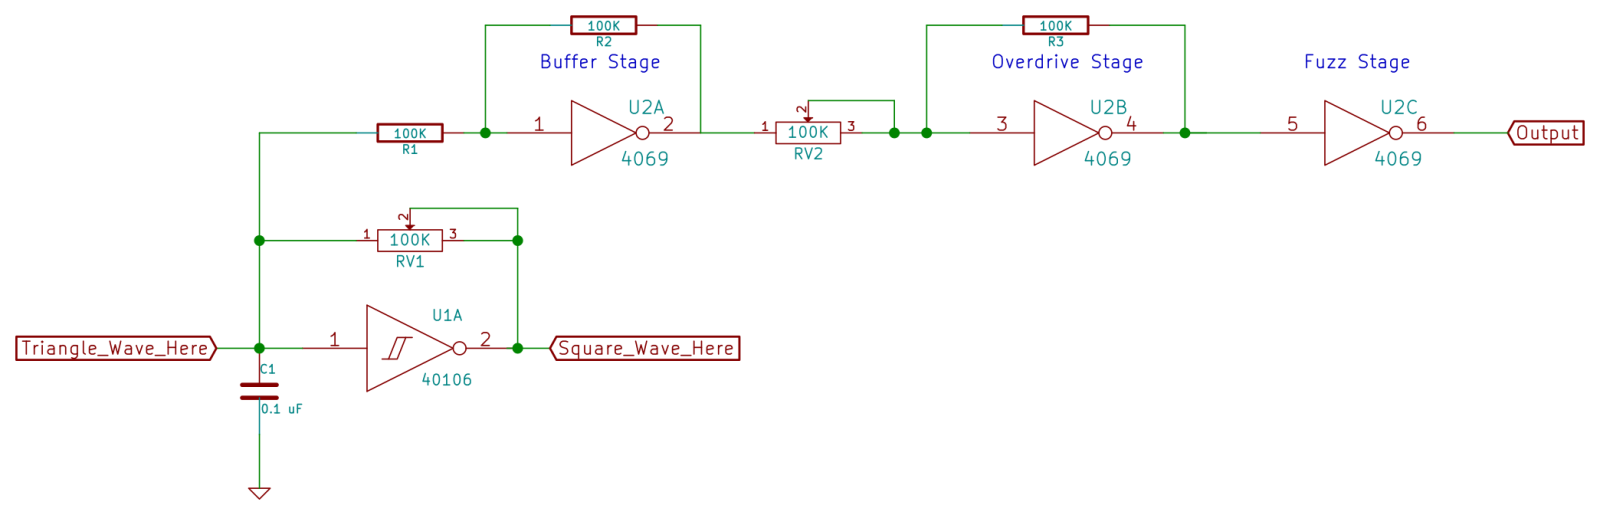 100K
R2
Buffer Stage
100K
R3
Overdrive Stage
Fuzz Stage
100K
R1
1
U2A
2
4069
1
2
3
100K
RV2
3
U2B
4
4069
5
U2C
6
4069
Output
1
2
3
100K
RV1
Triangle_Wave_Here
1
U1A
2
40106
Square_Wave_Here
C1
0.1 uF